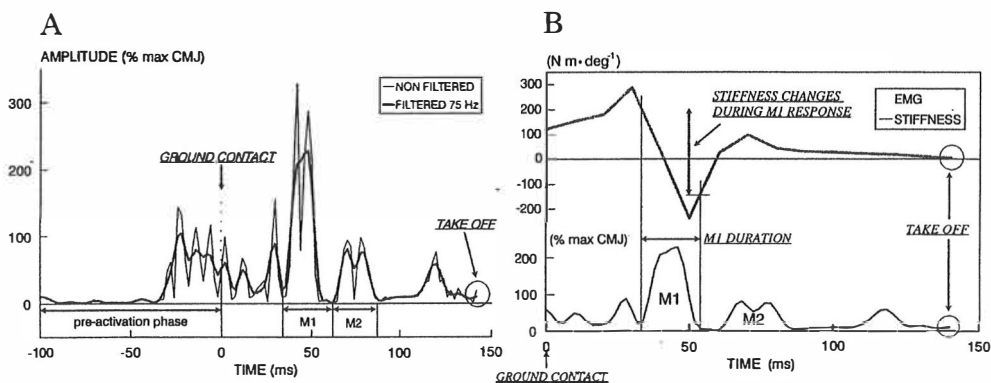 A
AMPLITUDE (% max CMJ)
300
200
100
0
NON FILTERED
FILTERED 75 Hz
GROUND CONTACT
TAKE OFF
pre-activation phase
M1
M2
-100
-50
0
50
100
150
TIME (ms)
B
(N m•deg-1)
300
200
100
0
-100
-200
STIFFNESS CHANGES
DURING M1 RESPONSE
EMG
STIFFNESS
(% max CMJ)
M1 DURATION
TAKE OFF
200
100
0
M1
M2
0
50
100
150
TIME (ms)
GROUND CONTACT